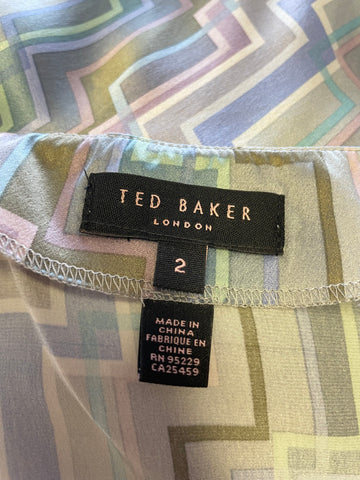 TED BAKER
LONDON
2
MADE IN
CHINA
FABRIQUE EN
CHINE
RN 95229
CA25459